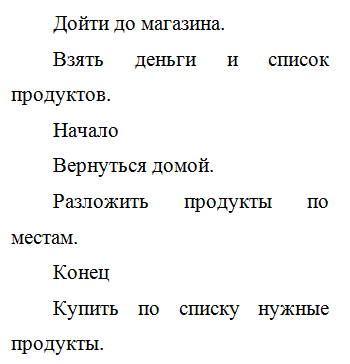 Дойти до магазина.
Взять деньги и список
продуктов.
Начало
Вернуться домой.
Разложить продукты по
местам.
Конец
Купить по списку нужные
продукты.